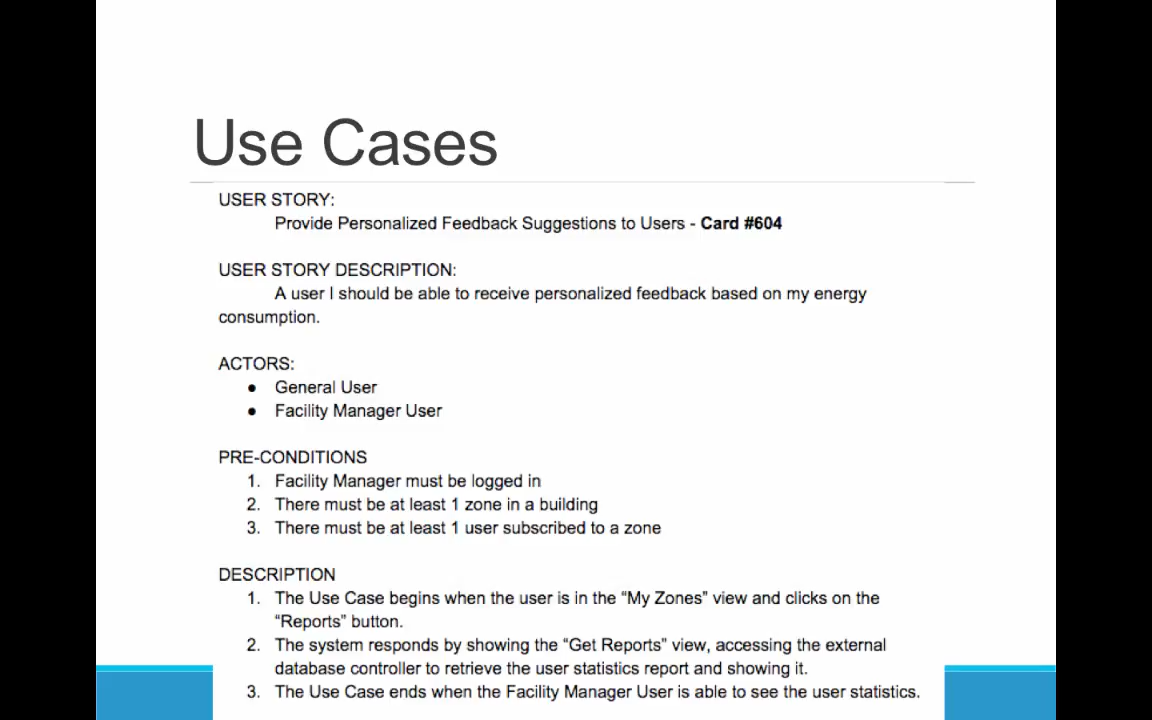 Use Cases
USER STORY:
Provide Personalized Feedback Suggestions to Users - Card #604
USER STORY DESCRIPTION:
A user I should be able to receive personalized feedback based on my energy
consumption.
ACTORS:
● General User
● Facility Manager User
PRE-CONDITIONS
1. Facility Manager must be logged in
2. There must be at least 1 zone in a building
3. There must be at least 1 user subscribed to a zone
DESCRIPTION
1. The Use Case begins when the user is in the “My Zones” view and clicks on the
“Reports” button.
2. The system responds by showing the “Get Reports” view, accessing the external
database controller to retrieve the user statistics report and showing it.
3. The Use Case ends when the Facility Manager User is able to see the user statistics.